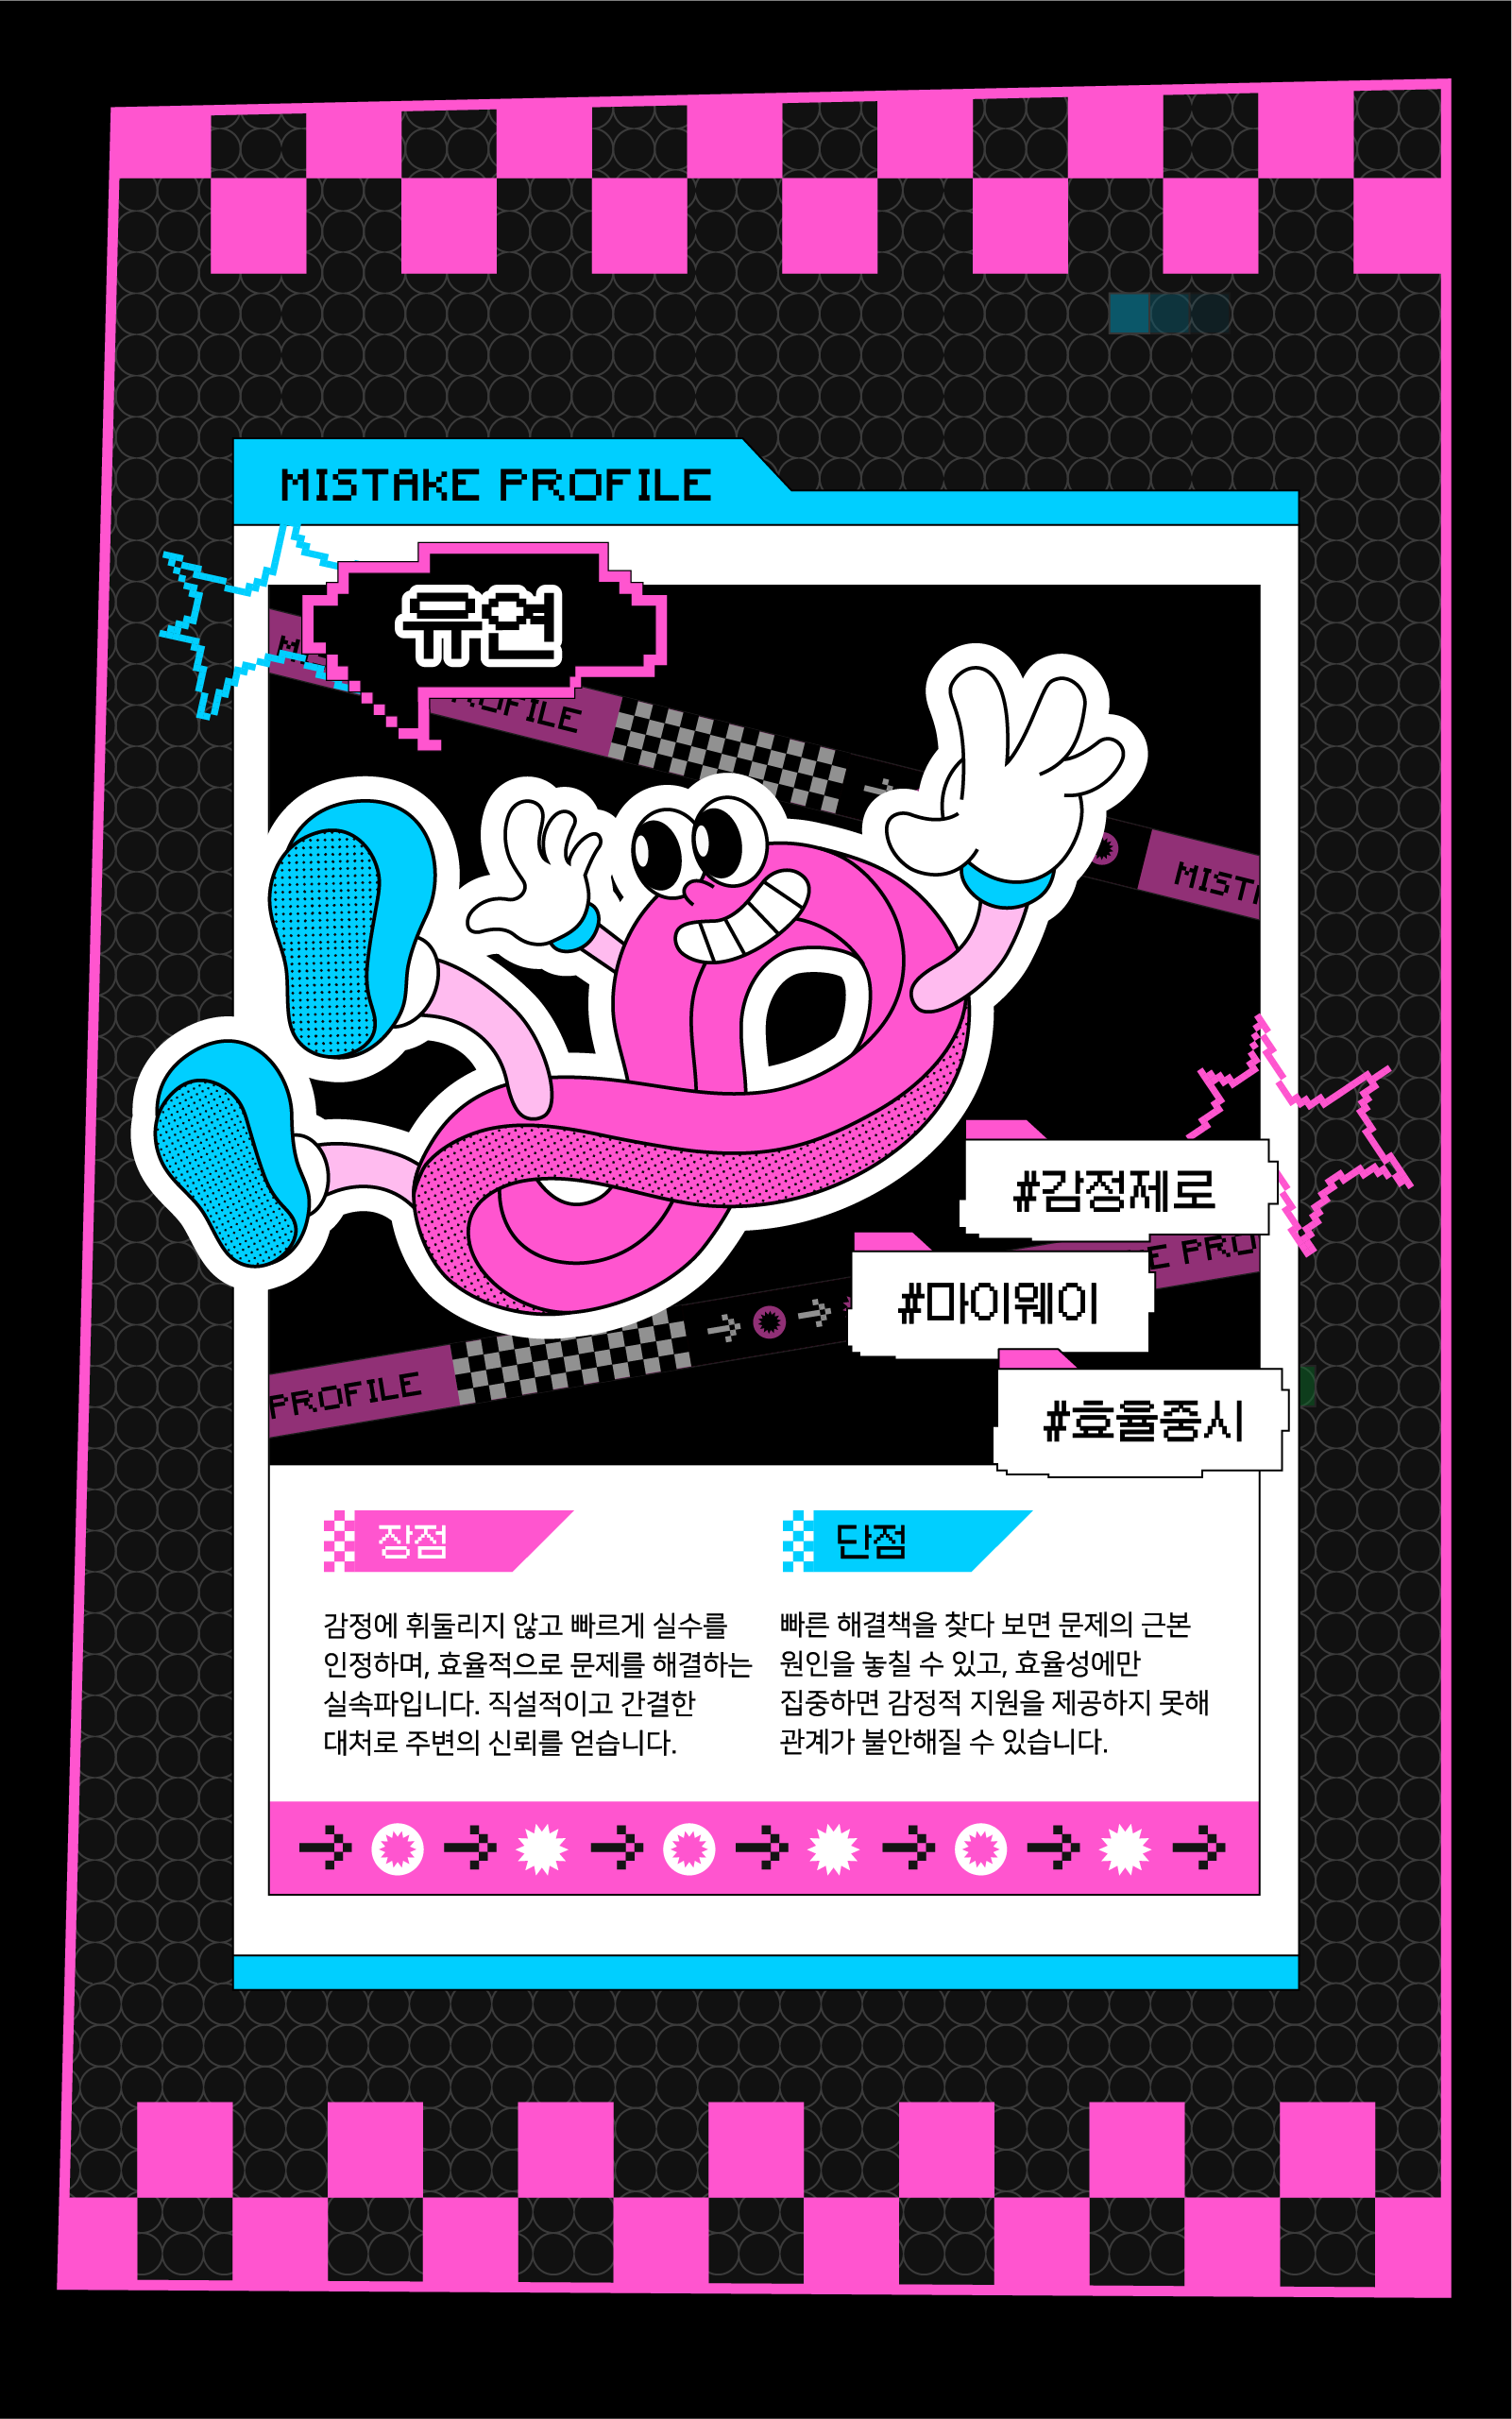 MISTAKE PROFILE
유연
PROFILE
MIST
#감정제로
E PRO
#마이웨이
PROFILE
#효율중시
장점
감정에 휘둘리지 않고 빠르게 실수를
인정하며, 효율적으로 문제를 해결하는
실속파입니다. 직설적이고 간결한
대처로 주변의 신뢰를 얻습니다.
단점
빠른 해결책을 찾다 보면 문제의 근본
원인을 놓칠 수 있고, 효율성에만
집중하면 감정적 지원을 제공하지 못해
관계가 불안해질 수 있습니다.